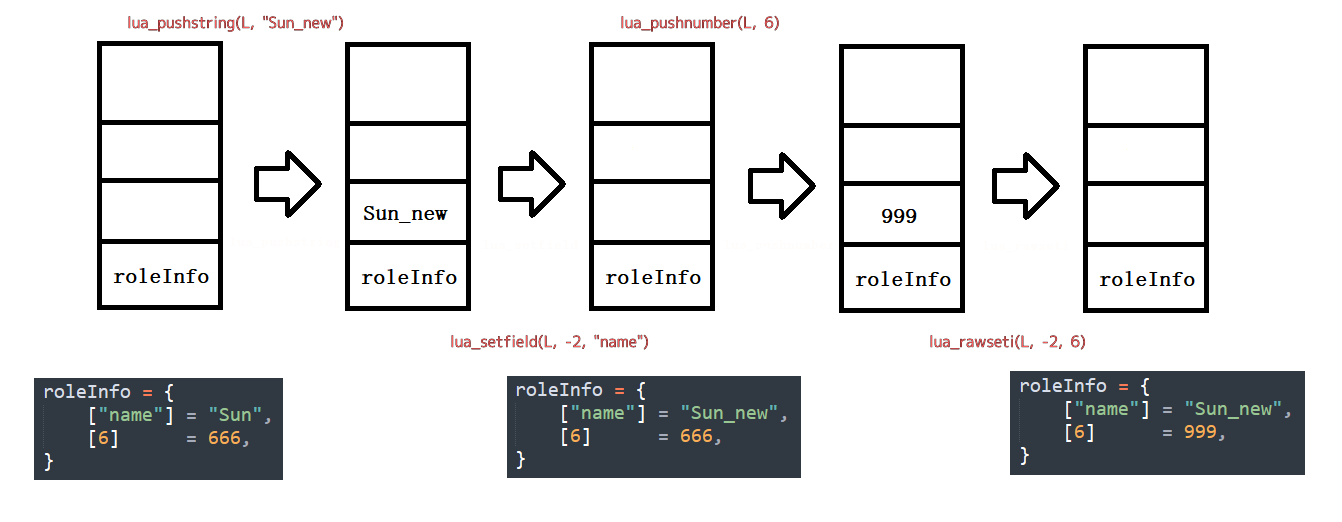 lua_pushstring(L, "Sun_new")
lua_pushnumber(L, 6)
Sun_new
999
roleInfo
roleInfo
roleInfo
roleInfo
roleInfo
lua_setfield(L, -2, "name")
lua_rawseti(L, -2, 6)
roleInfo = {
["name"] = "Sun",
[6] = 666,
}
roleInfo = {
["name"] = "Sun_new",
[6] = 666,
}
roleInfo = {
["name"] = "Sun_new",
[6] = 999,
}